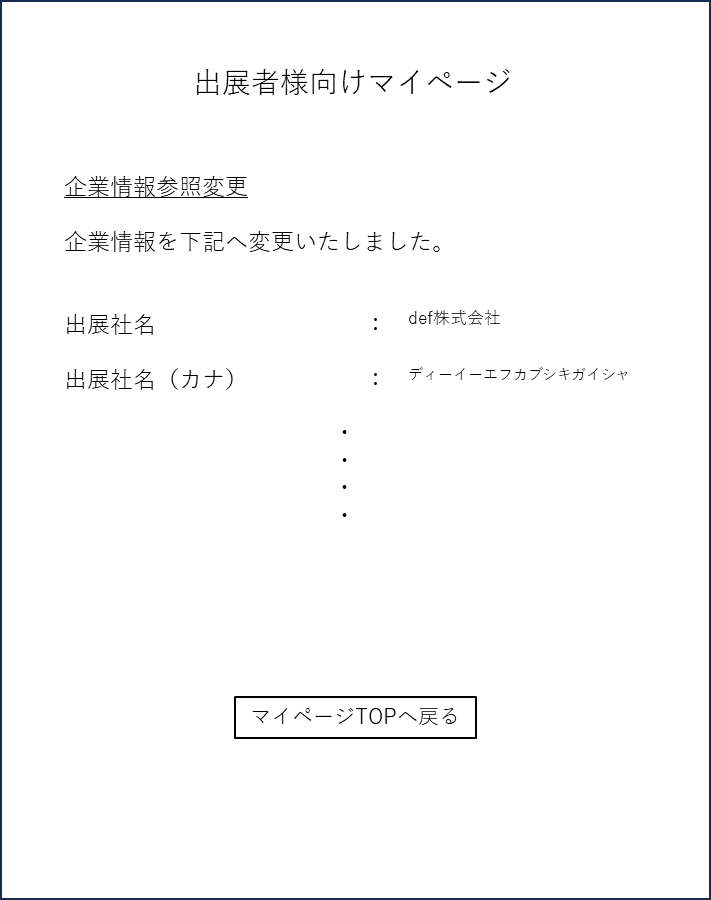 出展者様向けマイページ
企業情報参照変更
企業情報を下記へ変更いたしました。
出展社名 ： def株式会社
出展社名（カナ） ： ディーイーエフカブシキガイシャ
・
・
・
・
マイページTOPへ戻る